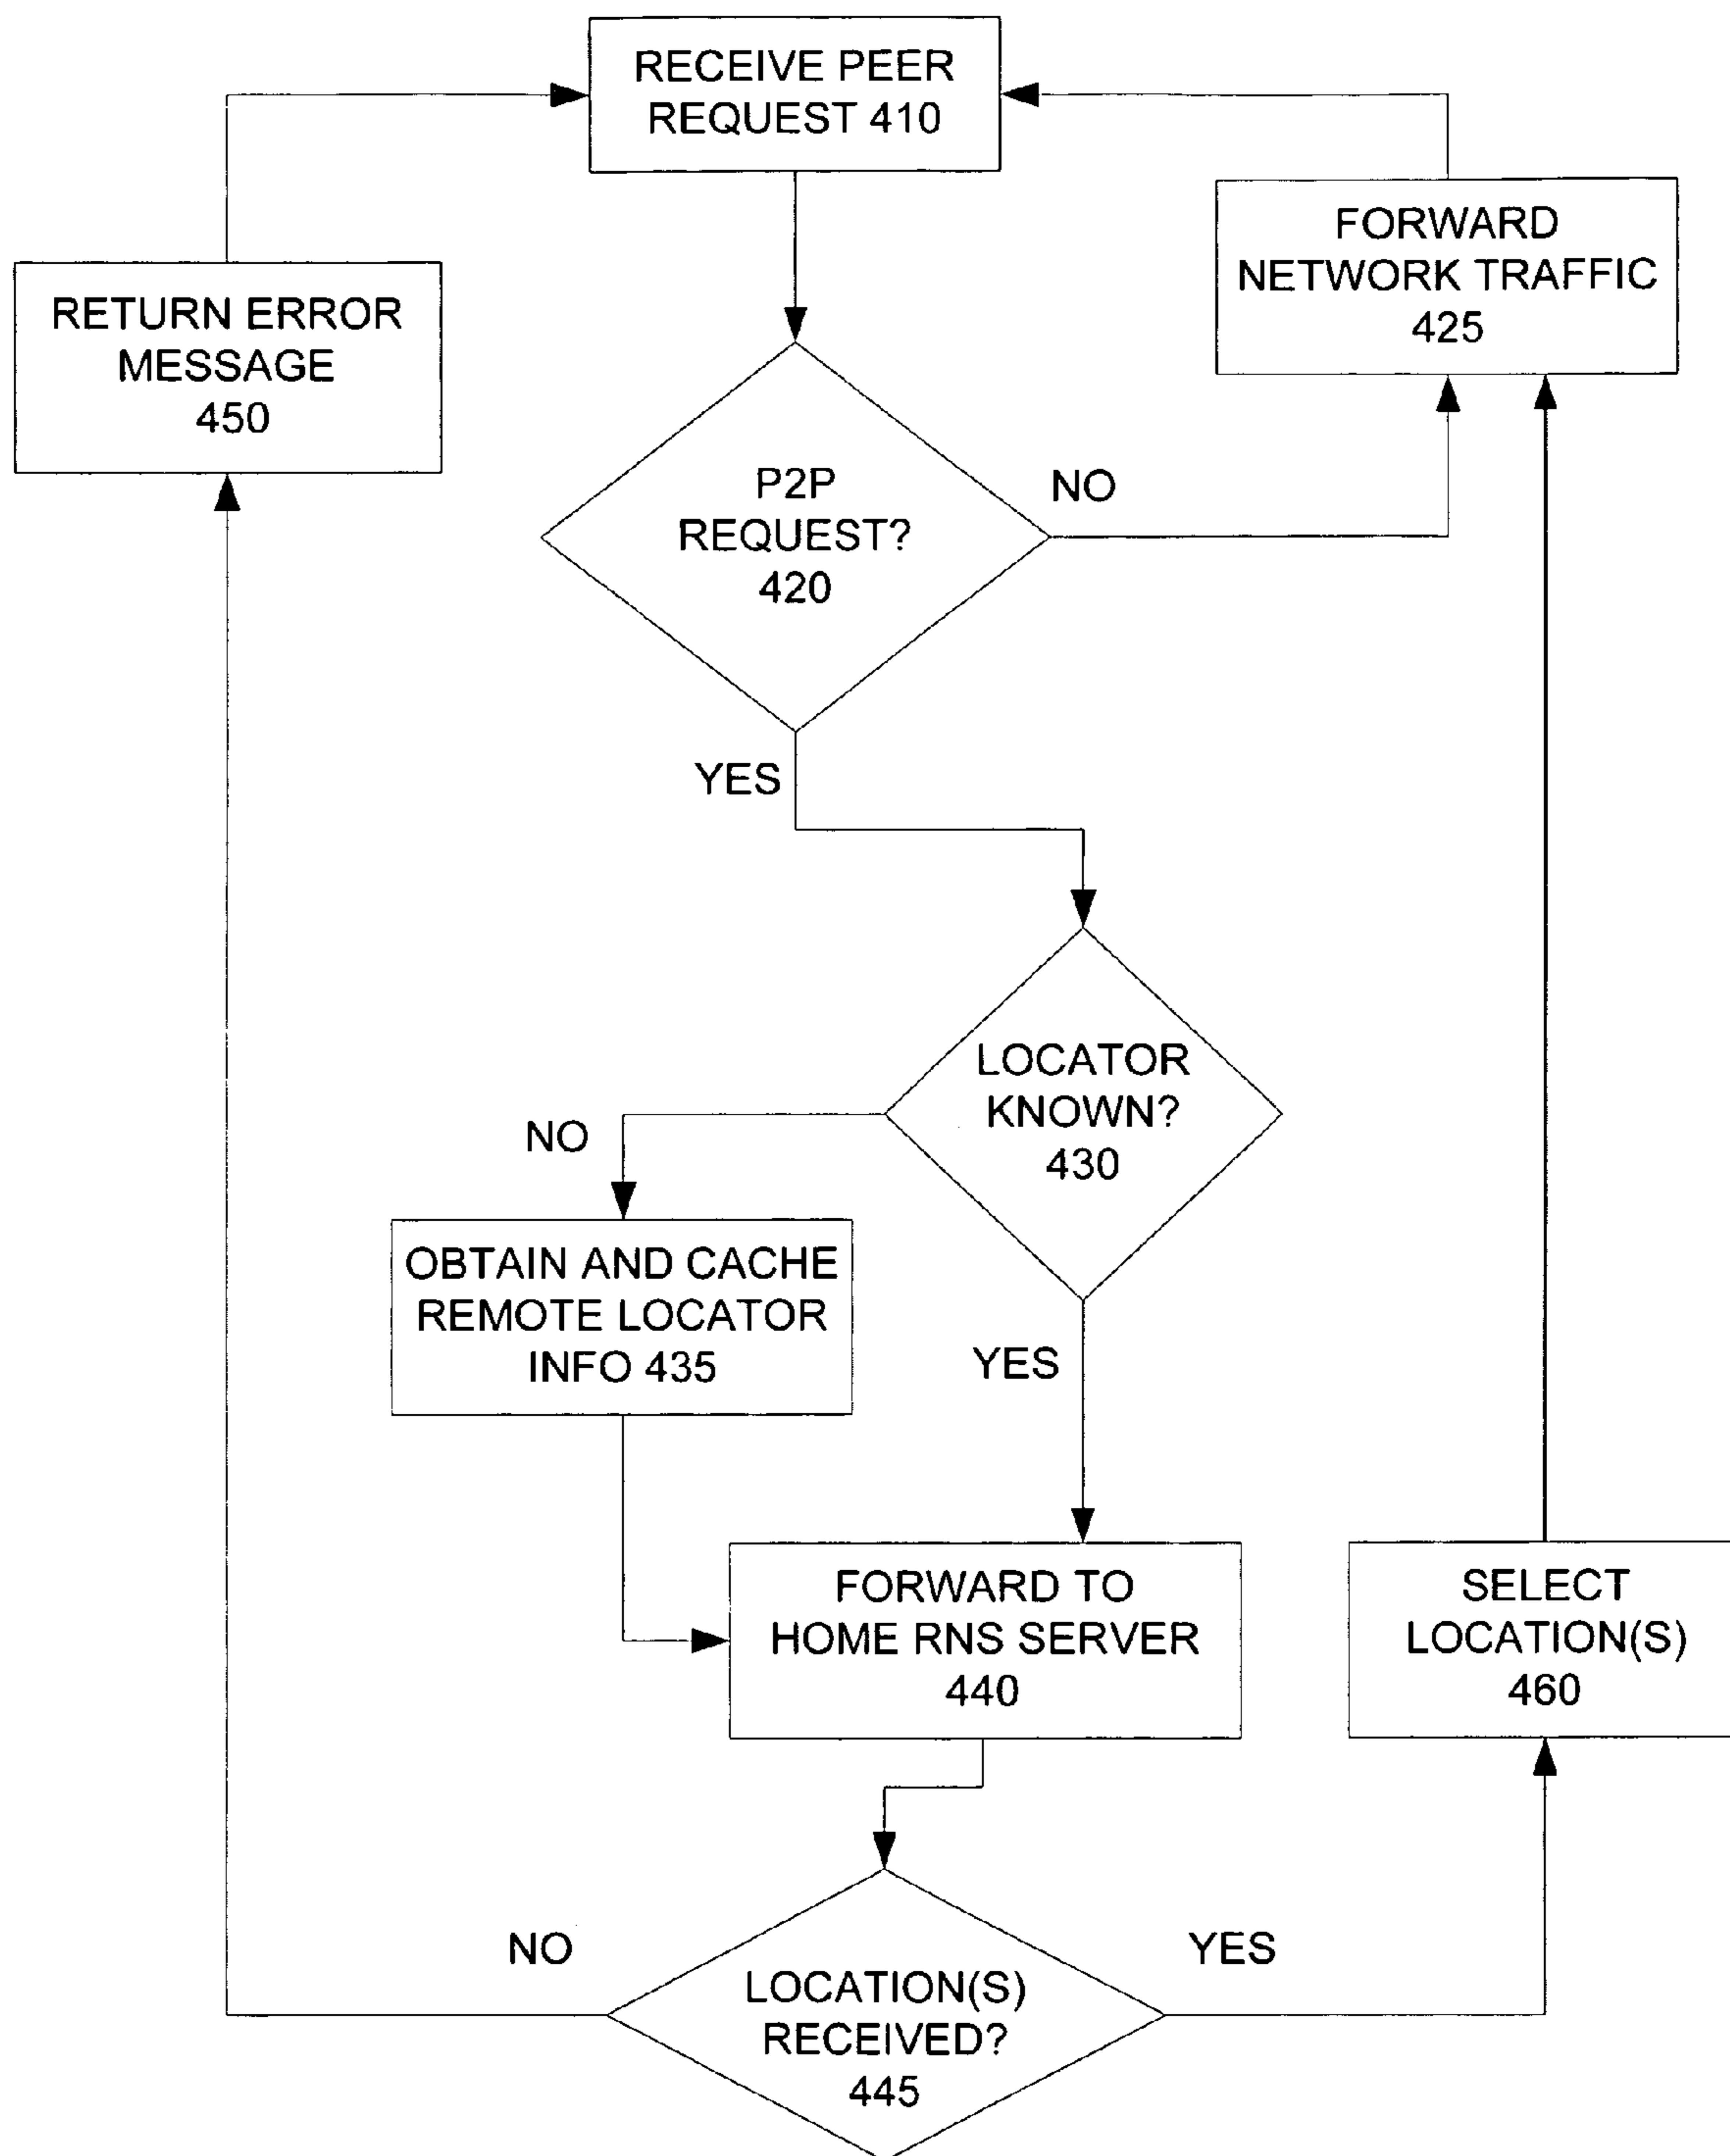 RECEIVE PEER
REQUEST 410
FORWARD
NETWORK TRAFFIC
425
RETURN ERROR
MESSAGE
450
P2P
REQUEST?
420
NO
YES
LOCATOR
KNOWN?
430
NO
OBTAIN AND CACHE
REMOTE LOCATOR
INFO 435
YES
FORWARD TO
HOME RNS SERVER
440
SELECT
LOCATION(S)
460
NO
YES
LOCATION(S)
RECEIVED?
445